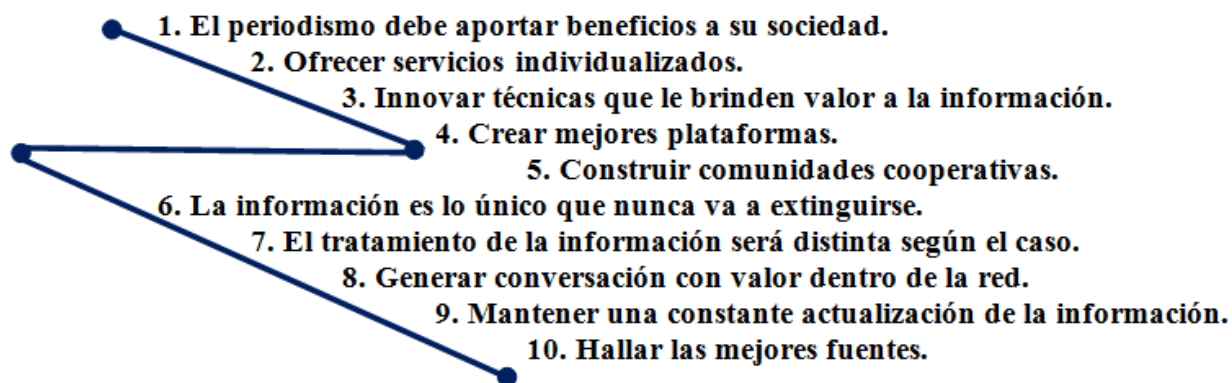 1. El periodismo debe aportar beneficios a su sociedad.
2. Ofrecer servicios individualizados.
3. Innovar técnicas que le brinden valor a la información.
4. Crear mejores plataformas.
5. Construir comunidades cooperativas.
6. La información es lo único que nunca va a extinguirse.
7. El tratamiento de la información será distinta según el caso.
8. Generar conversación con valor dentro de la red.
9. Mantener una constante actualización de la información.
10. Hallar las mejores fuentes.